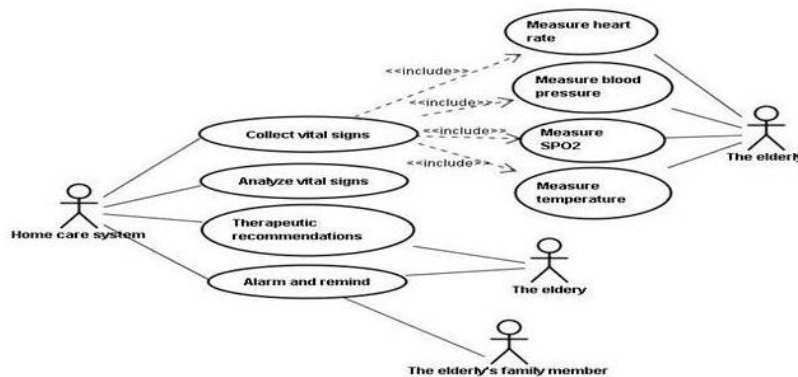 Measure heart
rate
<<include>>
Measure blood
pressure
<<include>>
Collect vital signs
<<include>>
Measure
SPO2
The elderly
<<include>>
Analyze vital signs
Measure
temperature
Home care system
Therapeutic
recommendations
Alarm and remind
The eldery
The elderly's family member